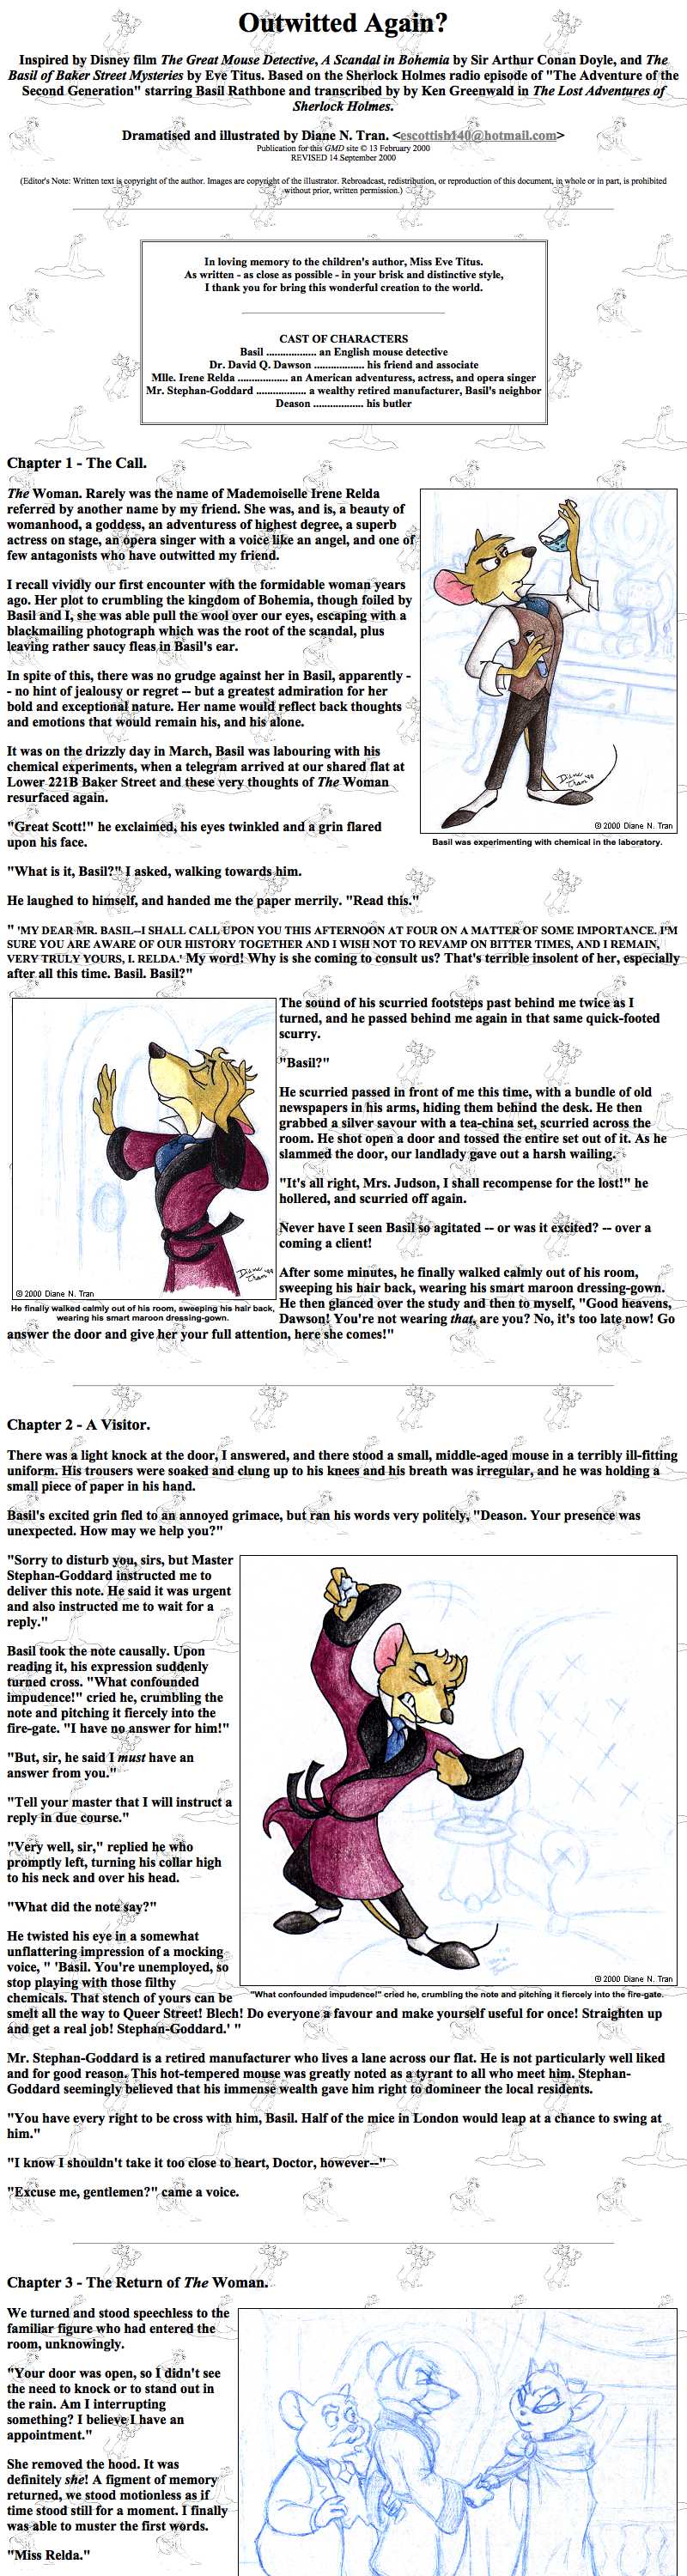 Outwitted Again?
Inspired by Disney film The Great Mouse Detective, A Scandal in Bohemia by Sir Arthur Conan Doyle, and The
Basil of Baker Street Mysteries by Eve Titus. Based on the Sherlock Holmes radio episode of "The Adventure of the
Second Generation" starring Basil Rathbone and transcribed by by Ken Greenwald in The Lost Adventures of
Sherlock Holmes.
Dramatised and illustrated by Diane N. Tran. <escottish140@hotmail.com>
Publication for this GMD site © 13 February 2000
REVISED 14 September 2000
(Editor's Note: Written text is copyright of the author. Images are copyright of the illustrator. Rebroadcast, redistribution, or reproduction of this document, in whole or in part, is prohibited
without prior, written permission.)
In loving memory to the children's author, Miss Eve Titus.
As written - as close as possible - in your brisk and distinctive style,
I thank you for bring this wonderful creation to the world.
CAST OF CHARACTERS
Basil .................. an English mouse detective
Dr. David Q. Dawson .................. his friend and associate
Mlle. Irene Relda .................. an American adventuress, actress, and opera singer
Mr. Stephan-Goddard .................. a wealthy retired manufacturer, Basil's neighbor
Deason .................. his butler
Chapter 1 - The Call.
The Woman. Rarely was the name of Mademoiselle Irene Relda
referred by another name by my friend. She was, and is, a beauty of
womanhood, a goddess, an adventuress of highest degree, a superb
actress on stage, an opera singer with a voice like an angel, and one of
few antagonists who have outwitted my friend.
I recall vividly our first encounter with the formidable woman years
ago. Her plot to crumbling the kingdom of Bohemia, though foiled by
Basil and I, she was able pull the wool over our eyes, escaping with a
blackmailing photograph which was the root of the scandal, plus
leaving rather saucy fleas in Basil's ear.
In spite of this, there was no grudge against her in Basil, apparently -
- no hint of jealousy or regret -- but a greatest admiration for her
bold and exceptional nature. Her name would reflect back thoughts
and emotions that would remain his, and his alone.
It was on the drizzly day in March, Basil was labouring with his
chemical experiments, when a telegram arrived at our shared flat at
Lower 221B Baker Street and these very thoughts of The Woman
resurfaced again.
"Great Scott!" he exclaimed, his eyes twinkled and a grin flared
upon his face.
Diane Tran '99
© 2000 Diane N. Tran
Basil was experimenting with chemical in the laboratory.
"What is it, Basil?" I asked, walking towards him.
He laughed to himself, and handed me the paper merrily. "Read this."
" 'MY DEAR MR. BASIL--I SHALL CALL UPON YOU THIS AFTERNOON AT FOUR ON A MATTER OF SOME IMPORTANCE. I'M
SURE YOU ARE AWARE OF OUR HISTORY TOGETHER AND I WISH NOT TO REVAMP ON BITTER TIMES, AND I REMAIN,
VERY TRULY YOURS, I. RELDA.' My word! Why is she coming to consult us? That's terrible insolent of her, especially
after all this time. Basil. Basil?"
The sound of his scurried footsteps past behind me twice as I
turned, and he passed behind me again in that same quick-footed
scurry.
"Basil?"
He scurried passed in front of me this time, with a bundle of old
newspapers in his arms, hiding them behind the desk. He then
grabbed a silver savour with a tea-china set, scurried across the
room. He shot open a door and tossed the entire set out of it. As he
slammed the door, our landlady gave out a harsh wailing.
"It's all right, Mrs. Judson, I shall recompense for the lost!" he
hollered, and scurried off again.
Never have I seen Basil so agitated -- or was it excited? -- over a
coming a client!
Diane Tran '99
© 2000 Diane N. Tran
He finally walked calmly out of his room, sweeping his hair back,
wearing his smart maroon dressing-gown.
After some minutes, he finally walked calmly out of his room,
sweeping his hair back, wearing his smart maroon dressing-gown.
He then glanced over the study and then to myself, "Good heavens,
Dawson! You're not wearing that, are you? No, it's too late now! Go
answer the door and give her your full attention, here she comes!"
Chapter 2 - A Visitor.
There was a light knock at the door, I answered, and there stood a small, middle-aged mouse in a terribly ill-fitting
uniform. His trousers were soaked and clung up to his knees and his breath was irregular, and he was holding a
small piece of paper in his hand.
Basil's excited grin fled to an annoyed grimace, but ran his words very politely, "Deason. Your presence was
unexpected. How may we help you?"
"Sorry to disturb you, sirs, but Master
Stephan-Goddard instructed me to
deliver this note. He said it was urgent
and also instructed me to wait for a
reply."
Basil took the note causally. Upon
reading it, his expression suddenly
turned cross. "What confounded
impudence!" cried he, crumbling the
note and pitching it fiercely into the
fire-gate. "I have no answer for him!"
"But, sir, he said I must have an
answer from you."
"Tell your master that I will instruct a
reply in due course."
"Very well, sir," replied he who
promptly left, turning his collar high
to his neck and over his head.
"What did the note say?"
© 2000 Diane N. Tran
"What confounded impudence!" cried he, crumbling the note and pitching it fiercely into the fire-gate.
He twisted his eye in a somewhat
unflattering impression of a mocking
voice, " 'Basil. You're unemployed, so
stop playing with those filthy
chemicals. That stench of yours can be
smelt all the way to Queer Street! Blech! Do everyone a favour and make yourself useful for once! Straighten up
and get a real job! Stephan-Goddard.' "
Mr. Stephan-Goddard is a retired manufacturer who lives a lane across our flat. He is not particularly well liked
and for good reason. This hot-tempered mouse was greatly noted as a tyrant to all who meet him. Stephan-
Goddard seemingly believed that his immense wealth gave him right to domineer the local residents.
"You have every right to be cross with him, Basil. Half of the mice in London would leap at a chance to swing at
him."
"I know I shouldn't take it too close to heart, Doctor, however--"
"Excuse me, gentlemen?" came a voice.
Chapter 3 - The Return of The Woman.
We turned and stood speechless to the
familiar figure who had entered the
room, unknowingly.
"Your door was open, so I didn't see
the need to knock or to stand out in
the rain. Am I interrupting
something? I believe I have an
appointment."
She removed the hood. It was
definitely she! A figment of memory
returned, we stood motionless as if
time stood still for a moment. I finally
was able to muster the first words.
"Miss Relda."